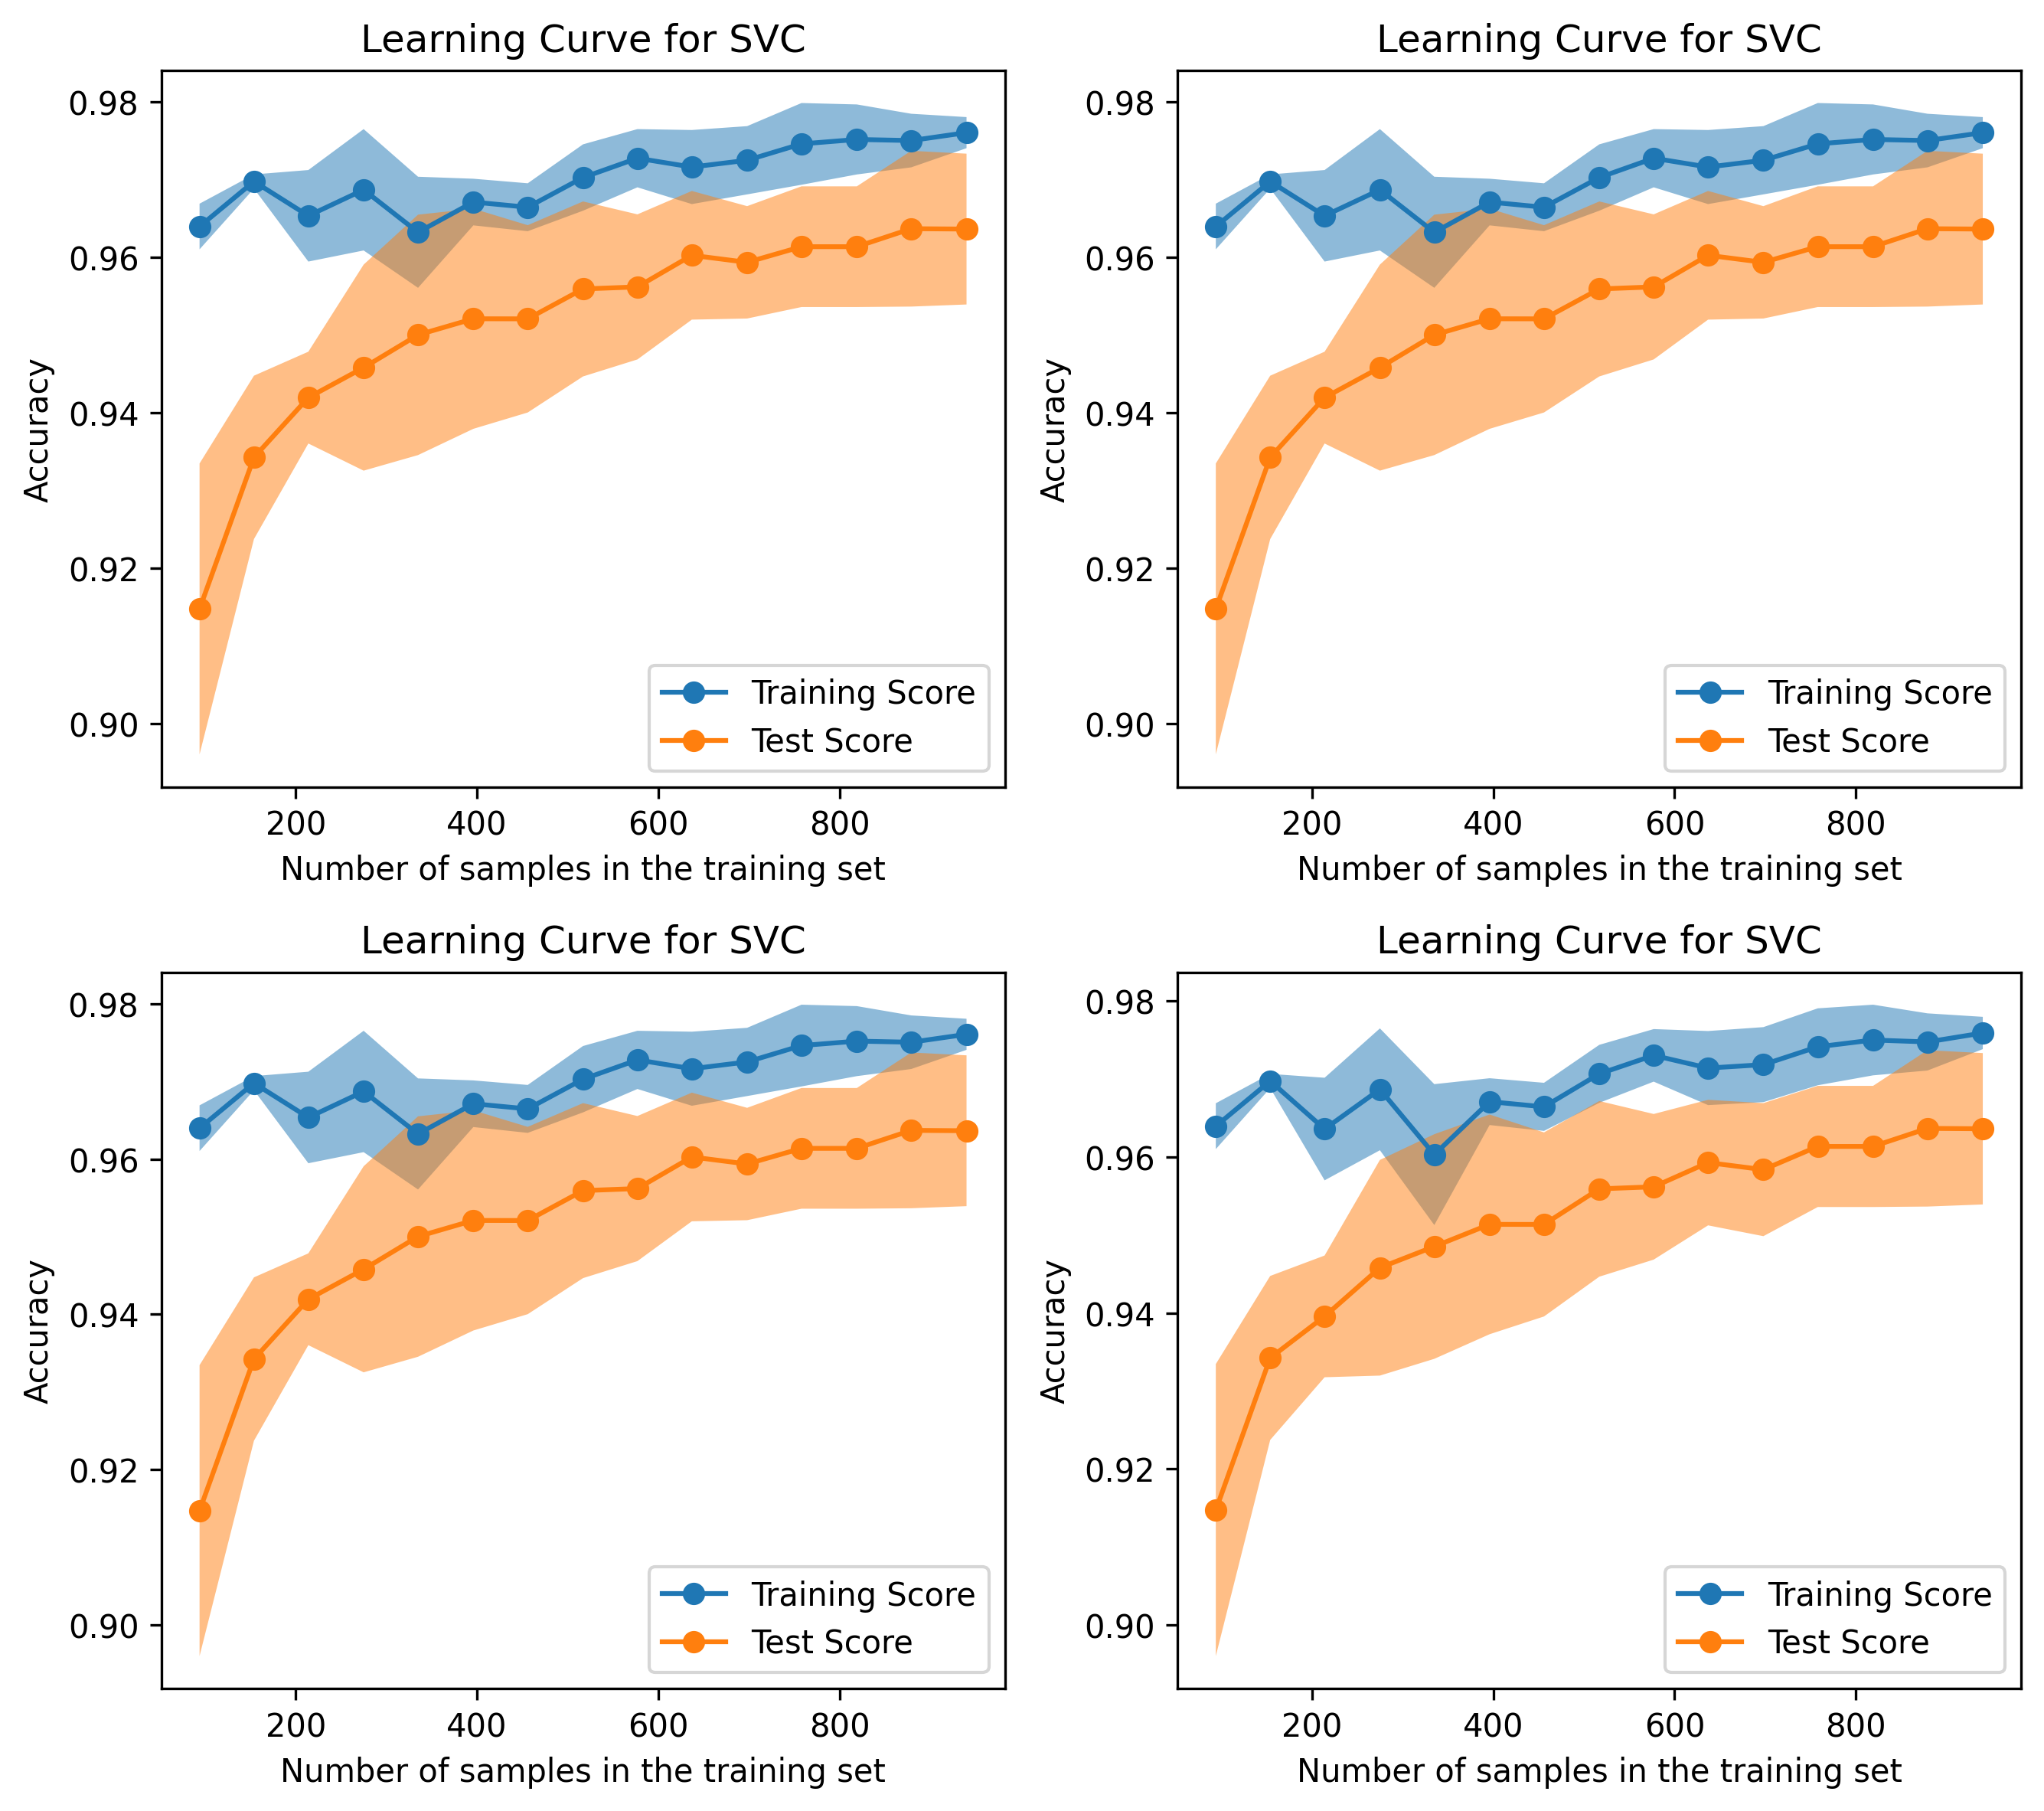 Learning Curve for SVC
0.98
0.96
0.94
0.92
0.90
Accuracy
Training Score
Test Score
200 400 600 800
Number of samples in the training set
Learning Curve for SVC
0.98
0.96
0.94
0.92
0.90
Accuracy
Training Score
Test Score
200 400 600 800
Number of samples in the training set
Learning Curve for SVC
0.98
0.96
0.94
0.92
0.90
Accuracy
Training Score
Test Score
200 400 600 800
Number of samples in the training set
Learning Curve for SVC
0.98
0.96
0.94
0.92
0.90
Accuracy
Training Score
Test Score
200 400 600 800
Number of samples in the training set